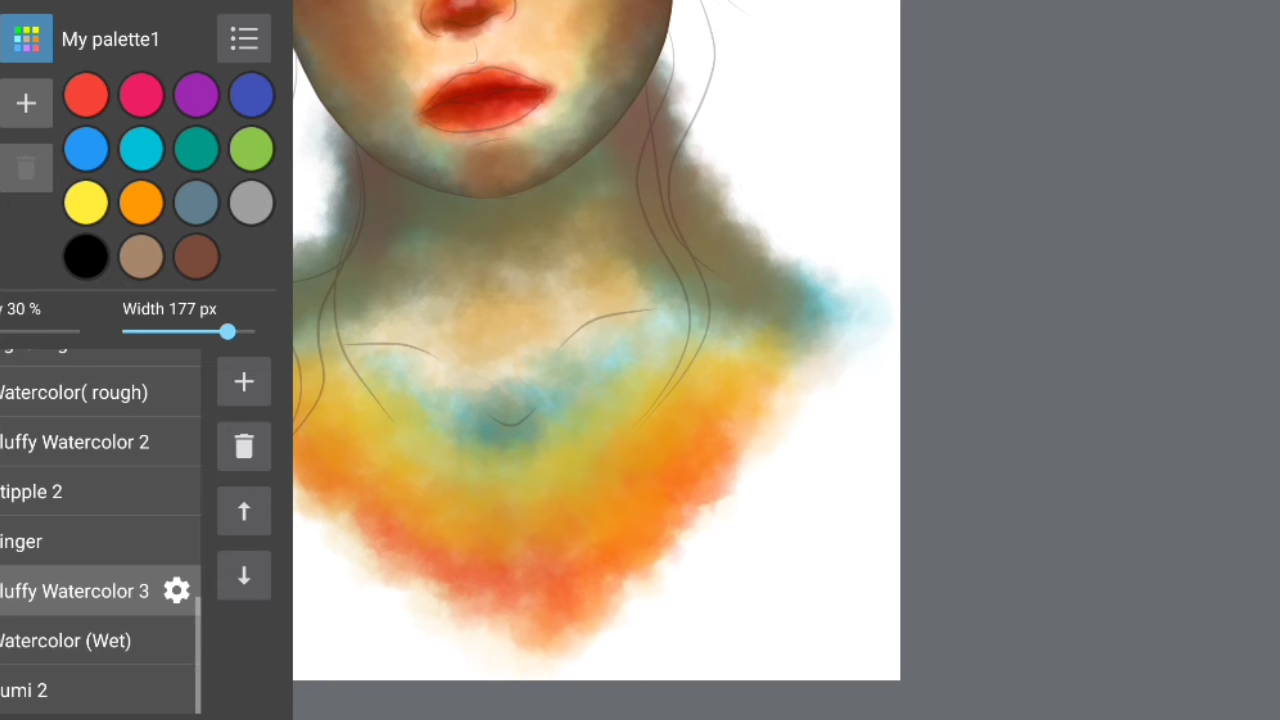 My palette1
30 %
Width 177 px
Watercolor( rough)
luffy Watercolor 2
tipple 2
inger
luffy Watercolor 3
Watercolor (Wet)
umi 2